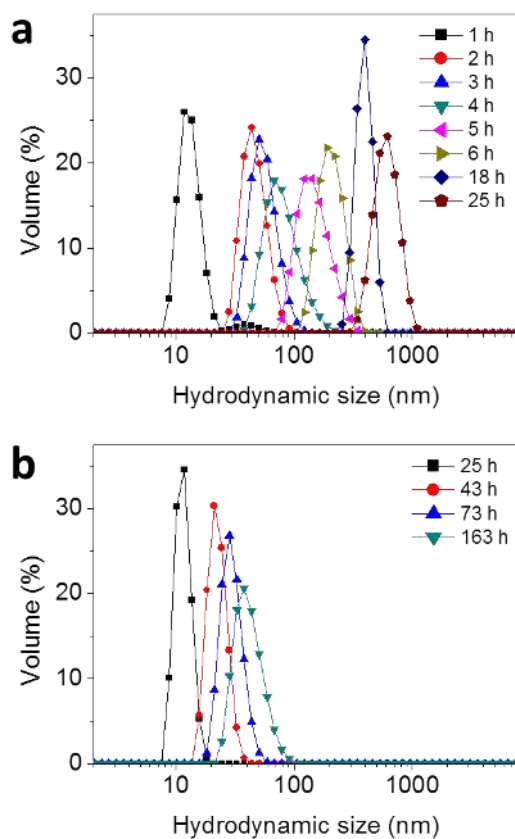 a
1 h
2 h
3 h
4 h
5 h
6 h
18 h
25 h
Volume (%)
30
20
10
0
10
100
1000
Hydrodynamic size (nm)
b
25 h
43 h
73 h
163 h
Volume (%)
30
20
10
0
10
100
1000
Hydrodynamic size (nm)